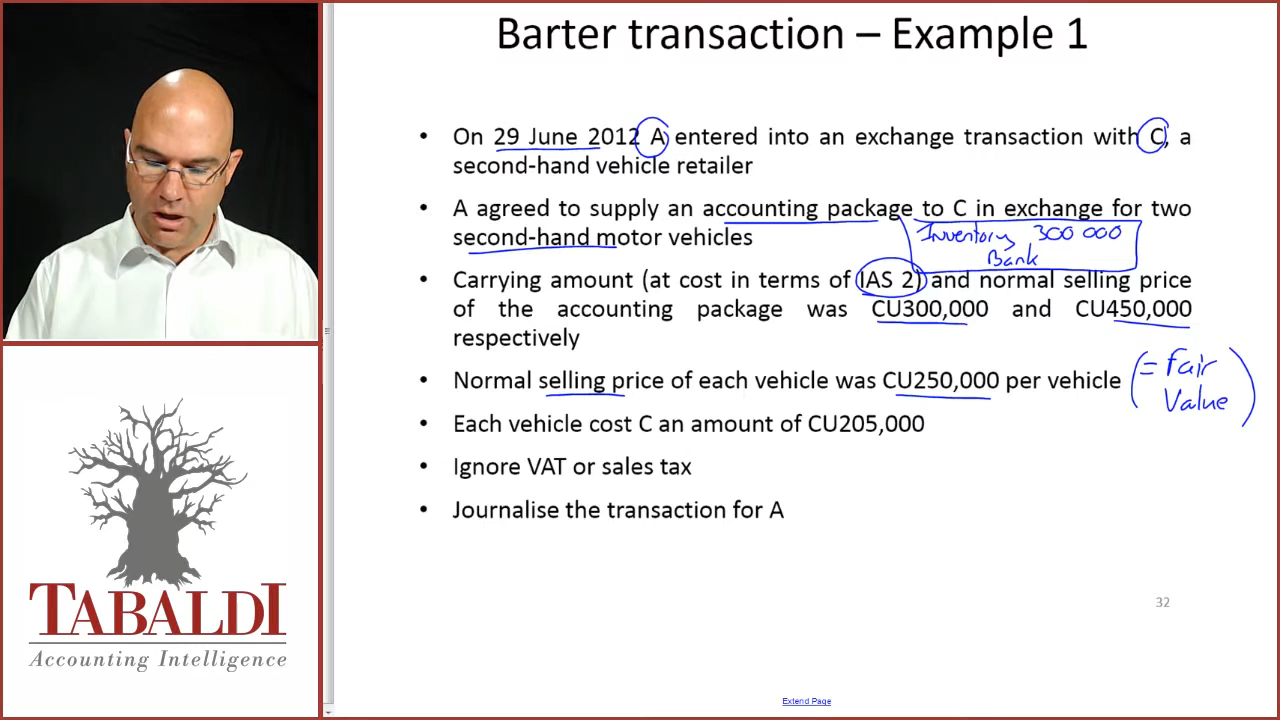 Barter transaction – Example 1
• On 29 June 2012 A entered into an exchange transaction with C, a
second-hand vehicle retailer
• A agreed to supply an accounting package to C in exchange for two
second-hand motor vehicles
Inventory 300 000
Bank
• Carrying amount (at cost in terms of IAS 2) and normal selling price
of the accounting package was CU300,000 and CU450,000
respectively
• Normal selling price of each vehicle was CU250,000 per vehicle
(= Fair
Value)
• Each vehicle cost C an amount of CU205,000
• Ignore VAT or sales tax
• Journalise the transaction for A
TABALDI
Accounting Intelligence
32
Extend Page